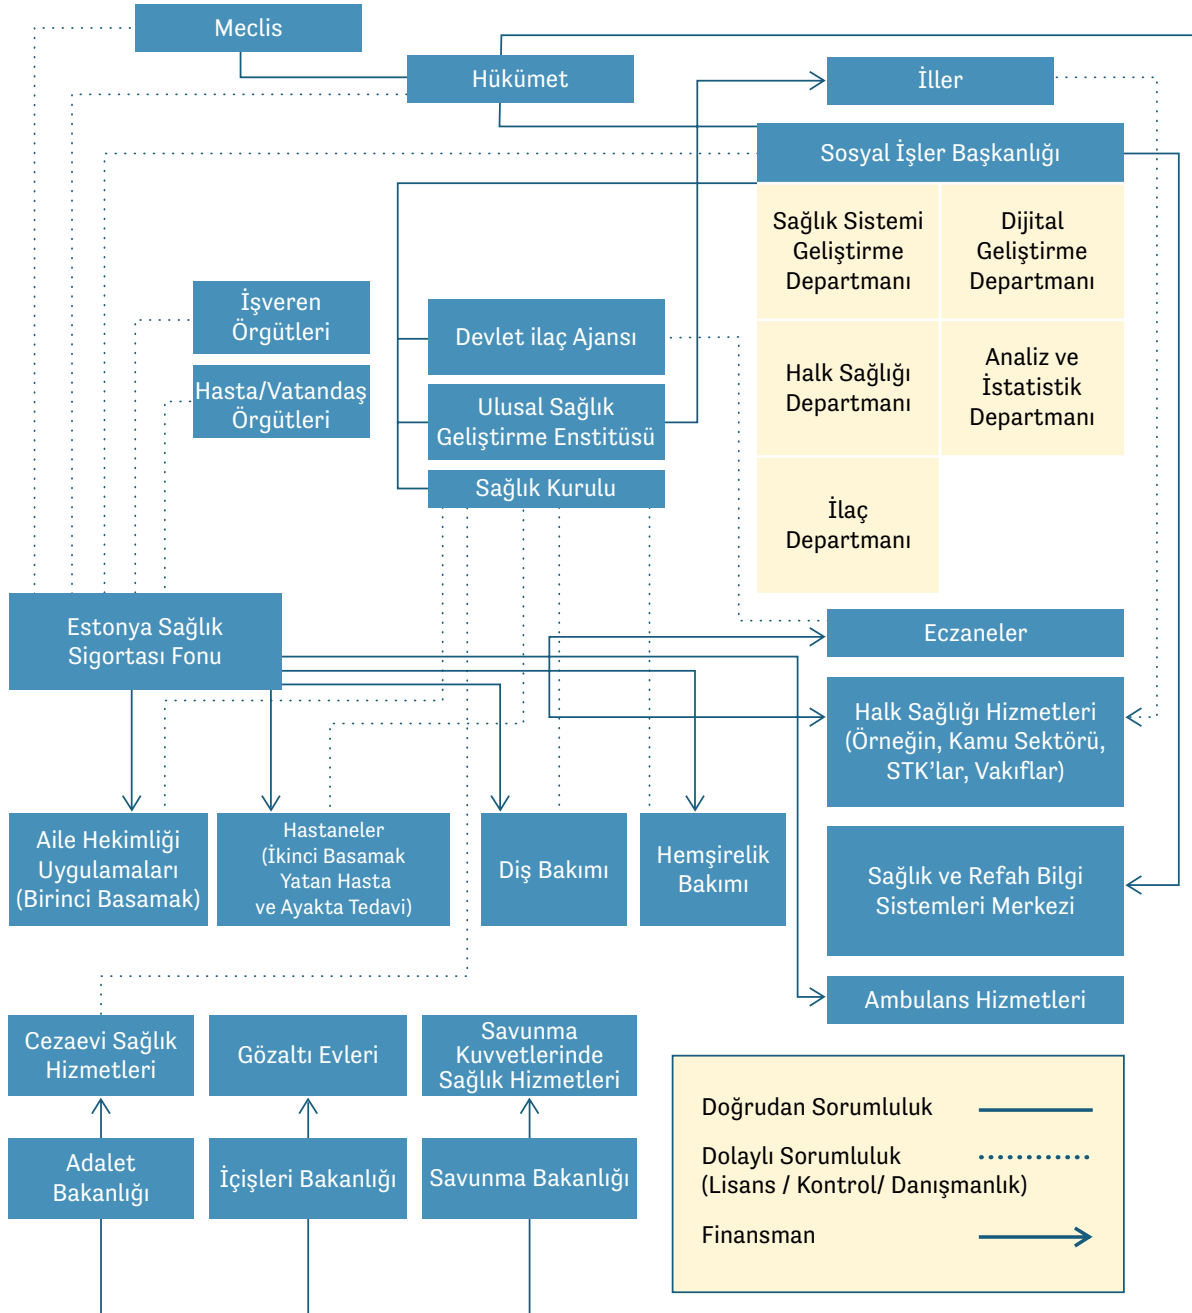 Meclis
Hükümet
İller
Sosyal İşler Başkanlığı
Sağlık Sistemi
Geliştirme
Departmanı
Dijital
Geliştirme
Departmanı
Halk Sağlığı
Departmanı
Analiz ve
İstatistik
Departmanı
İlaç
Departmanı
İşveren
Örgütleri
Hasta/Vatandaş
Örgütleri
Devlet ilaç Ajansı
Ulusal Sağlık
Geliştirme Enstitüsü
Sağlık Kurulu
Estonya Sağlık
Sigortası Fonu
Eczaneler
Halk Sağlığı Hizmetleri
(Örneğin, Kamu Sektörü,
STK’lar, Vakıflar)
Aile Hekimliği
Uygulamaları
(Birinci Basamak)
Hastaneler
(İkinci Basamak
Yatan Hasta
ve Ayakta Tedavi)
Diş Bakımı
Hemşirelik
Bakımı
Sağlık ve Refah Bilgi
Sistemleri Merkezi
Ambulans Hizmetleri
Cezaevi Sağlık
Hizmetleri
Gözaltı Evleri
Savunma
Kuvvetlerinde
Sağlık Hizmetleri
Adalet
Bakanlığı
İçişleri Bakanlığı
Savunma Bakanlığı
Doğrudan Sorumluluk
Dolaylı Sorumluluk
(Lisans / Kontrol/ Danışmanlık)
Finansman